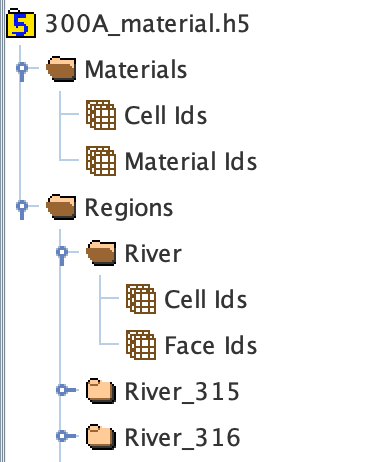 300A_material.h5
Materials
Cell Ids
Material Ids
Regions
River
Cell Ids
Face Ids
River_315
River_316